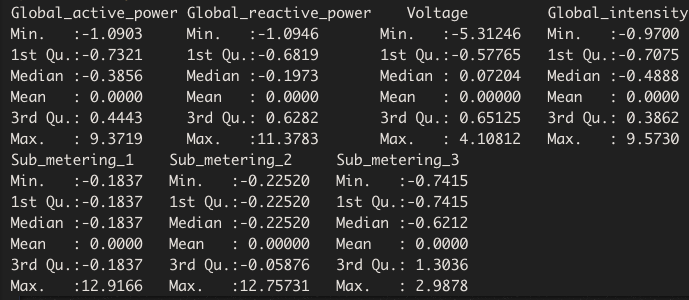 Global_active_power Global_reactive_power    Voltage         Global_intensity
Min.   :-1.0903     Min.   :-1.0946       Min.   :-5.31246   Min.   :-0.9700
1st Qu.:-0.7321     1st Qu.:-0.6819       1st Qu.:-0.57765   1st Qu.:-0.7075
Median :-0.3856     Median :-0.1973       Median : 0.07204   Median :-0.4888
Mean   : 0.0000     Mean   : 0.0000       Mean   : 0.00000   Mean   : 0.0000
3rd Qu.: 0.4443     3rd Qu.: 0.6282       3rd Qu.: 0.65125   3rd Qu.: 0.3862
Max.   : 9.3719     Max.   :11.3783       Max.   : 4.10812   Max.   : 9.5730
Sub_metering_1    Sub_metering_2     Sub_metering_3
Min.   :-0.1837   Min.   :-0.22520   Min.   :-0.7415
1st Qu.:-0.1837   1st Qu.:-0.22520   1st Qu.:-0.7415
Median :-0.1837   Median :-0.22520   Median :-0.6212
Mean   : 0.0000   Mean   : 0.00000   Mean   : 0.0000
3rd Qu.:-0.1837   3rd Qu.:-0.05876   3rd Qu.: 1.3036
Max.   :12.9166   Max.   :12.75731   Max.   : 2.9878